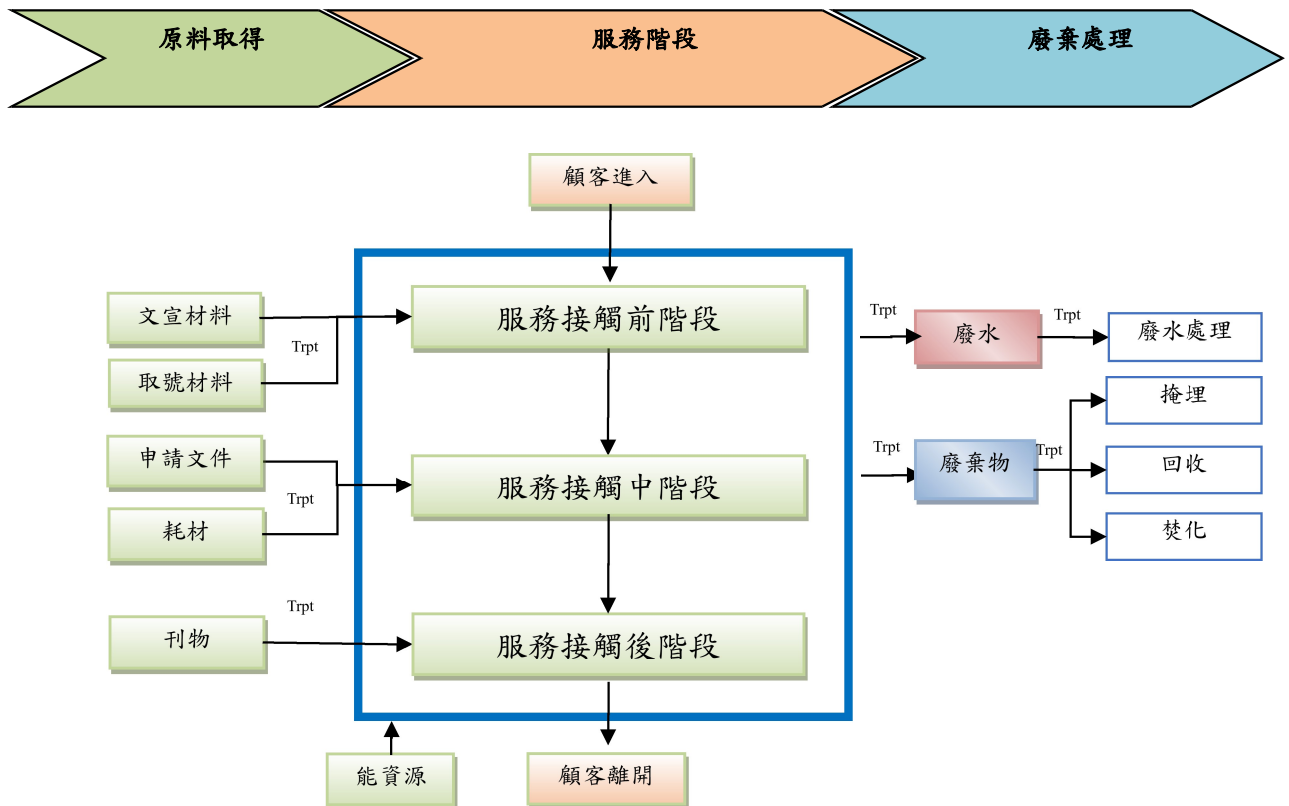 原料取得
服務階段
廢棄處理
顧客進入
文宣材料
取號材料
Trpt
服務接觸前階段
Trpt
廢水
Trpt
廢水處理
申請文件
耗材
Trpt
服務接觸中階段
Trpt
廢棄物
Trpt
掩埋
回收
焚化
刊物
Trpt
服務接觸後階段
能資源
顧客離開